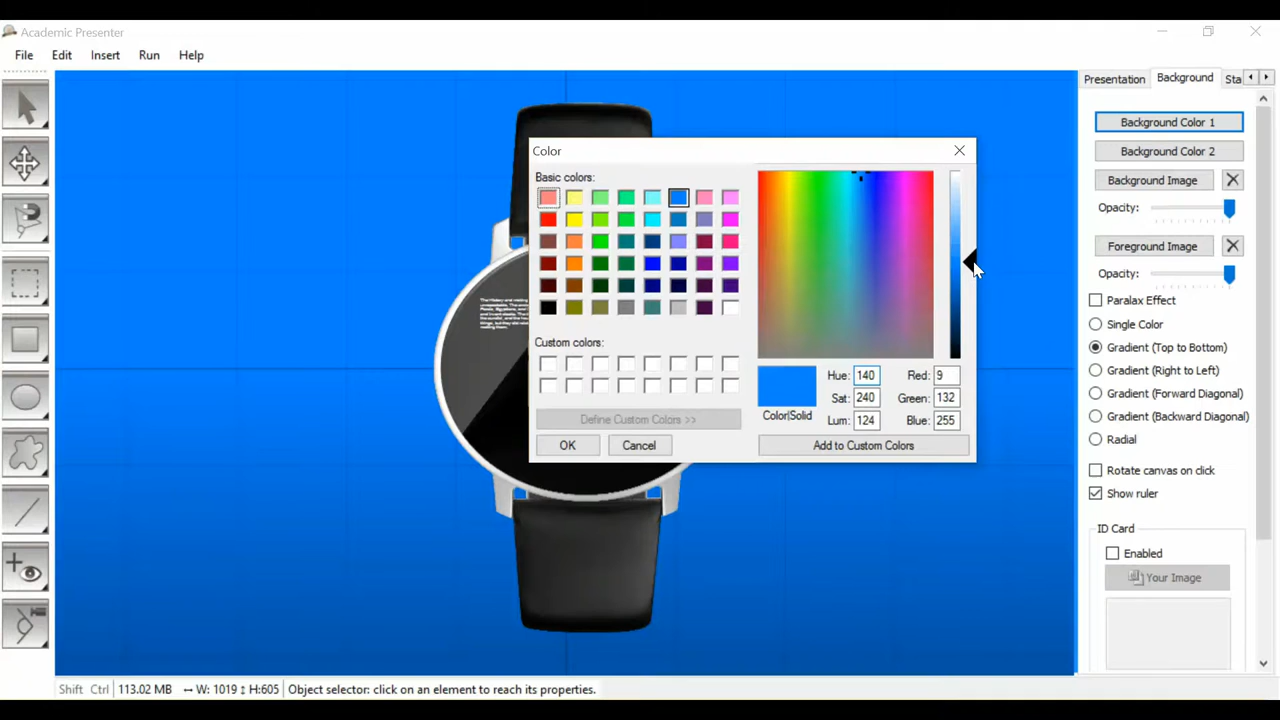 Academic Presenter
File Edit Insert Run Help
Presentation Background Sta
Background Color 1
Background Color 2
Background Image
Opacity:
Foreground Image
Opacity:
Paralax Effect
Single Color
Gradient (Top to Bottom)
Gradient (Right to Left)
Gradient (Forward Diagonal)
Gradient (Backward Diagonal)
Radial
Rotate canvas on click
Show ruler
ID Card
Enabled
Your Image
Color
Basic colors:
Custom colors:
Define Custom Colors >>
OK Cancel
Hue: 140 Red: 9
Sat: 240 Green: 132
Color|Solid Lum: 124 Blue: 255
Add to Custom Colors
Shift Ctrl 113.02 MB W: 1019 H:605 Object selector: click on an element to reach its properties.